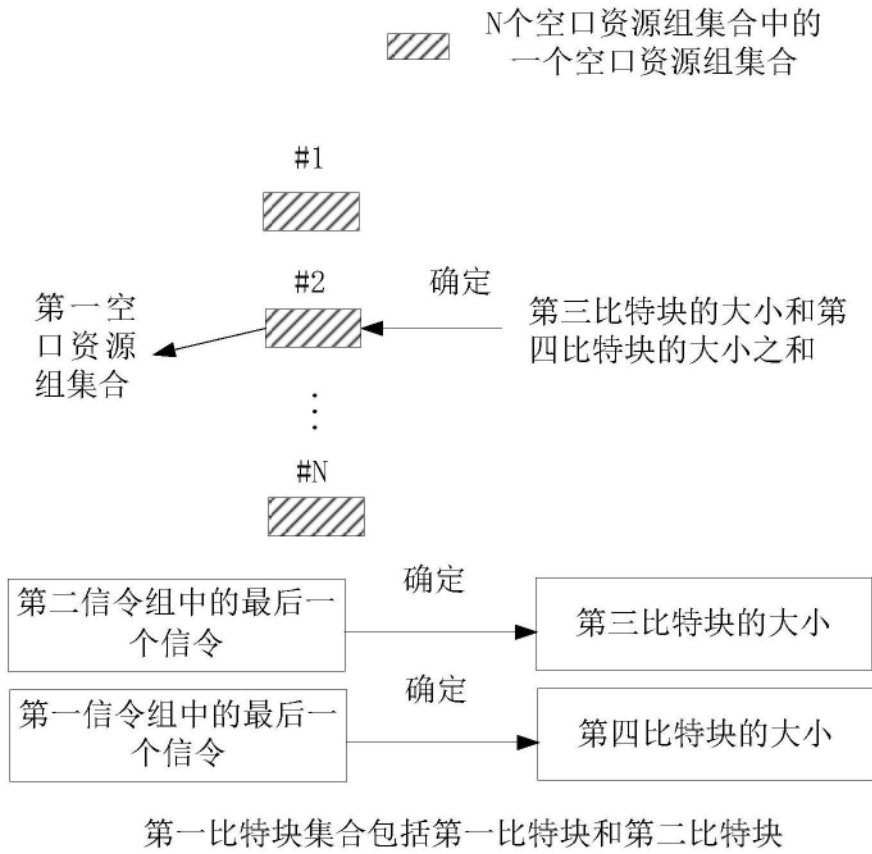 N个空口资源组集合中的
一个空口资源组集合
#1
#2
确定
第一空
口资源
组集合
第三比特块的大小和第
四比特块的大小之和
#N
第二信令组中的最后一
个信令
确定
第三比特块的大小
第一信令组中的最后一
个信令
确定
第四比特块的大小
第一比特块集合包括第一比特块和第二比特块